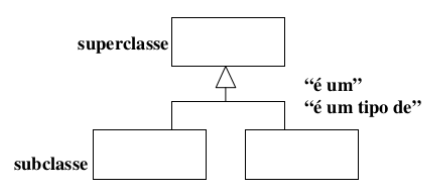 superclasse
“é um”
“é um tipo de”
subclasse